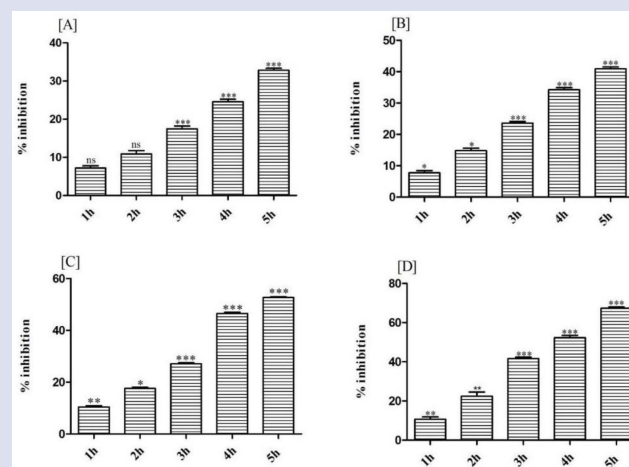 [A]
% inhibition
40
30
20
10
0
ns
ns
***
***
***
1h
2h
3h
4h
5h
[B]
% inhibition
50
40
30
20
10
0
*
*
***
***
***
1h
2h
3h
4h
5h
[C]
% inhibition
60
40
20
0
**
*
***
***
***
1h
2h
3h
4h
5h
[D]
% inhibition
80
60
40
20
0
**
**
***
***
***
1h
2h
3h
4h
5h